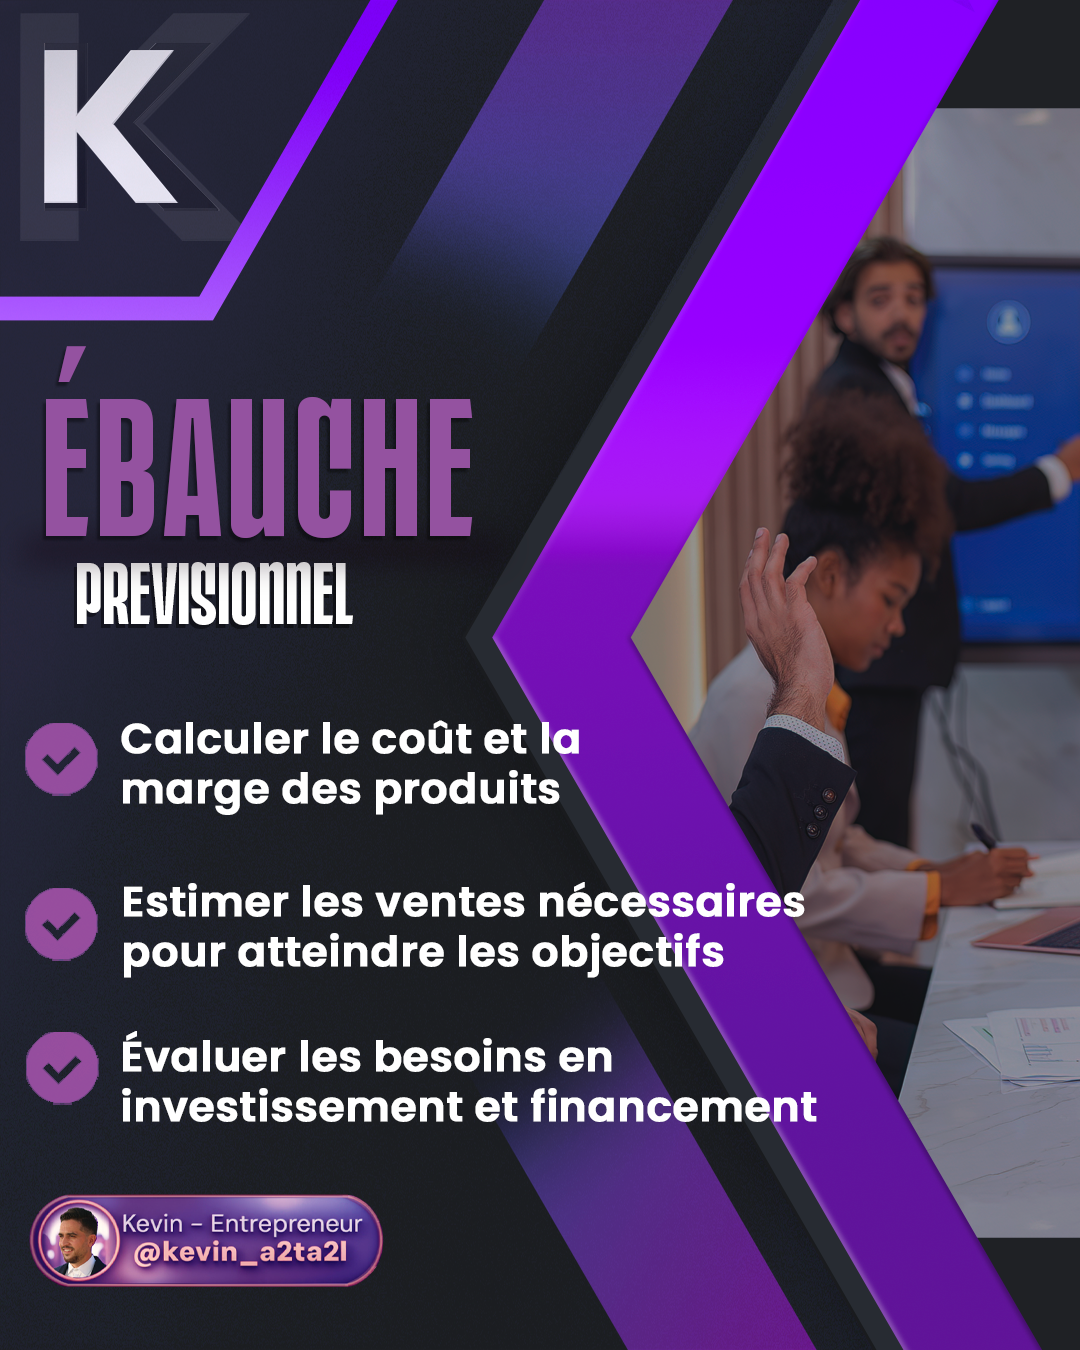 K
ÉBAUCHE
PREVISIONNEL
Calculer le coût et la
marge des produits
Estimer les ventes nécessaires
pour atteindre les objectifs
Évaluer les besoins en
investissement et financement
Kevin - Entrepreneur
@kevin_a2ta2l